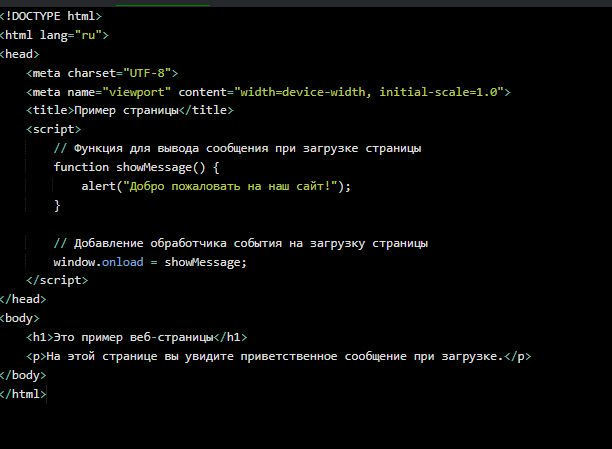 <!DOCTYPE html>
<html lang="ru">
<head>
    <meta charset="UTF-8">
    <meta name="viewport" content="width=device-width, initial-scale=1.0">
    <title>Пример страницы</title>
    <script>
        // Функция для вывода сообщения при загрузке страницы
        function showMessage() {
            alert("Добро пожаловать на наш сайт!");
        }

        // Добавление обработчика события на загрузку страницы
        window.onload = showMessage;
    </script>
</head>
<body>
    <h1>Это пример веб-страницы</h1>
    <p>На этой странице вы увидите приветственное сообщение при загрузке.</p>
</body>
</html>